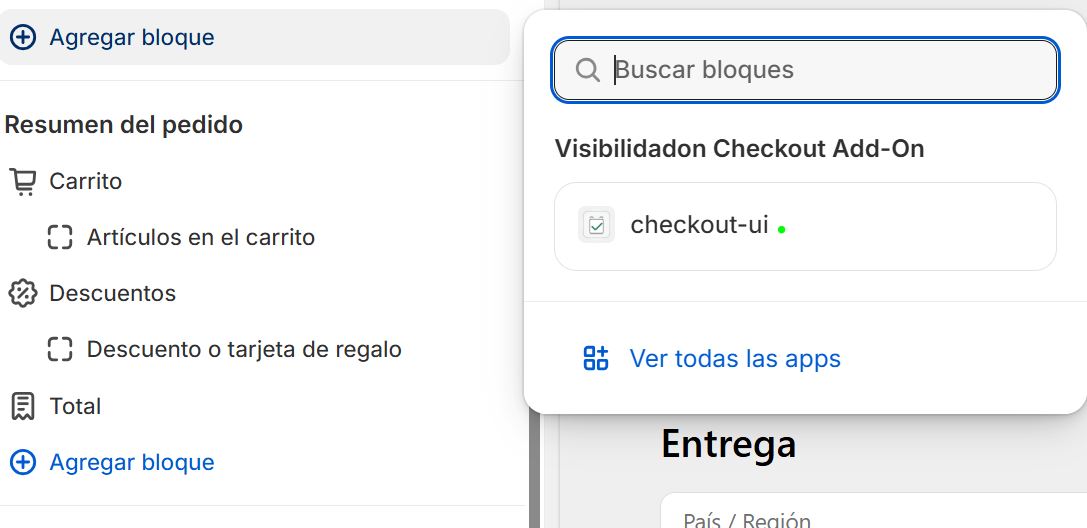 Agregar bloque
Resumen del pedido
Carrito
Artículos en el carrito
Descuentos
Descuento o tarjeta de regalo
Total
Agregar bloque
Buscar bloques
Visibilidadon Checkout Add-On
checkout-ui
Ver todas las apps
Entrega
País / Región